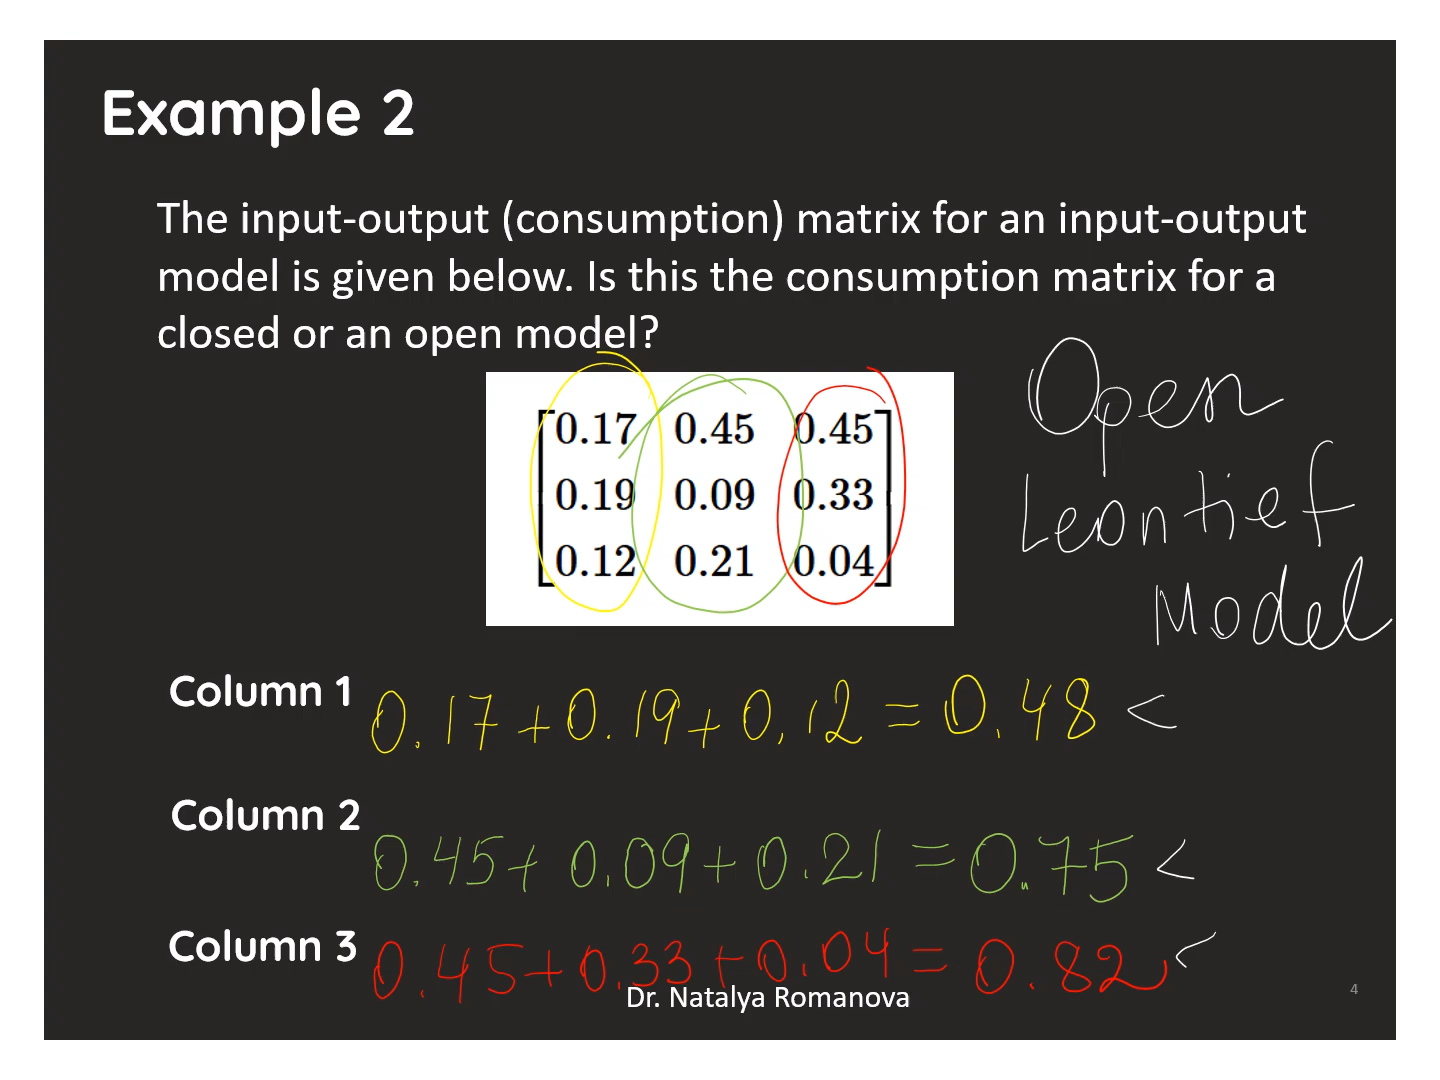 Example 2
The input-output (consumption) matrix for an input-output
model is given below. Is this the consumption matrix for a
closed or an open model?
0.17 0.45 0.45
0.19 0.09 0.33
0.12 0.21 0.04
Open
Leontief
Model
Column 1 0.17+0.19+0.12=0.48 <
Column 2 0.45+0.09+0.21=0.75 <
Column 3 0.45+0.33+0.04=0.82 <
Dr. Natalya Romanova
4